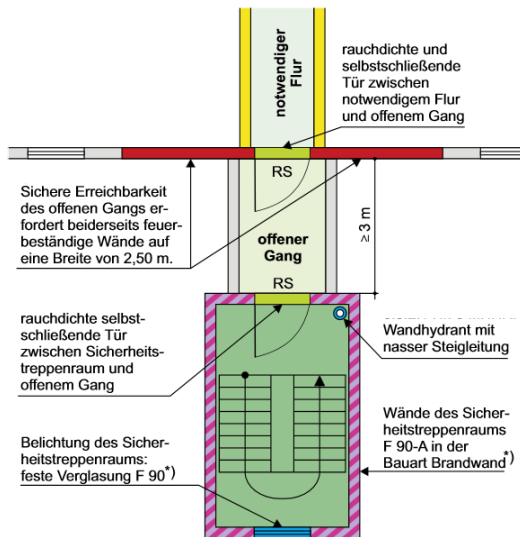 notwendiger
Flur
rauchdichte und
selbstschließende
Tür zwischen
notwendigem Flur
und offenem Gang
RS
Sichere Erreichbarkeit
des offenen Gangs er-
fordert beiderseits feuer-
beständige Wände auf
eine Breite von 2,50 m.
offener
Gang
≥ 3 m
RS
rauchdichte selbst-
schließende Tür
zwischen Sicherheits-
treppenraum und
offenem Gang
Wandhydrant mit
nasser Steigleitung
Belichtung des Sicher-
heitstreppenraums:
feste Verglasung F 90*)
Wände des Sicher-
heitstreppenraums
F 90-A in der
Bauart Brandwand*)